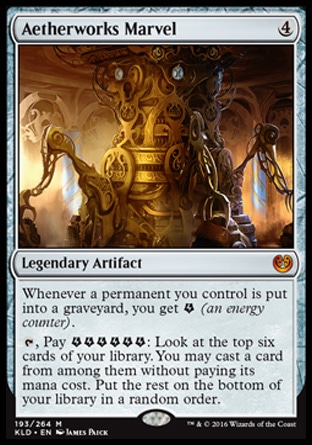 Aetherworks Marvel 4
Legendary Artifact
Whenever a permanent you control is put
into a graveyard, you get (an energy
counter).
, Pay : Look at the top six
cards of your library. You may cast a card
from among them without paying its
mana cost. Put the rest on the bottom of
your library in a random order.
193/264 M
KLD • EN James Paick
™ & © 2016 Wizards of the Coast